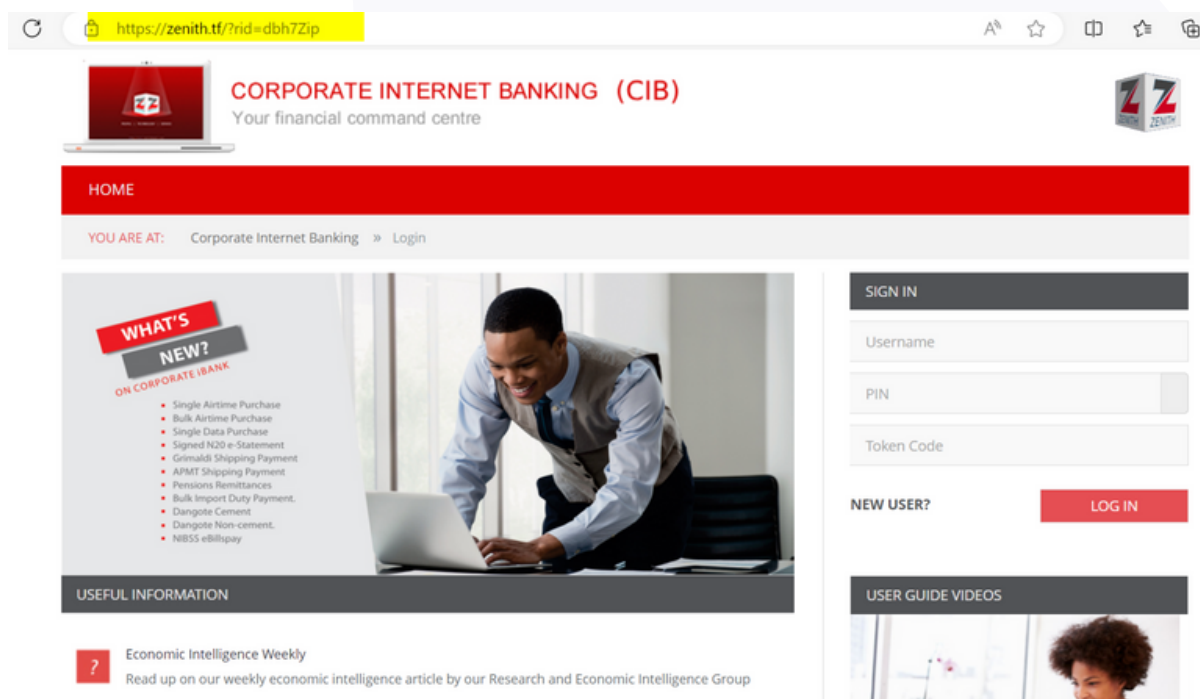 https://zenith.tf/?rid=dbh7Zip
CORPORATE INTERNET BANKING (CIB)
Your financial command centre
ZENITH ZENITH
HOME
YOU ARE AT: Corporate Internet Banking » Login
WHAT'S
NEW?
ON CORPORATE iBANK
Single Airtime Purchase
Bulk Airtime Purchase
Single Data Purchase
Signed N20 e-Statement
Grimaldi Shipping Payment
APMT Shipping Payment
Pensions Remittances
Bulk Import Duty Payment.
Dangote Cement
Dangote Non-cement.
NIBSS eBillspay
SIGN IN
Username
PIN
Token Code
NEW USER? LOG IN
USEFUL INFORMATION
USER GUIDE VIDEOS
?
Economic Intelligence Weekly
Read up on our weekly economic intelligence article by our Research and Economic Intelligence Group